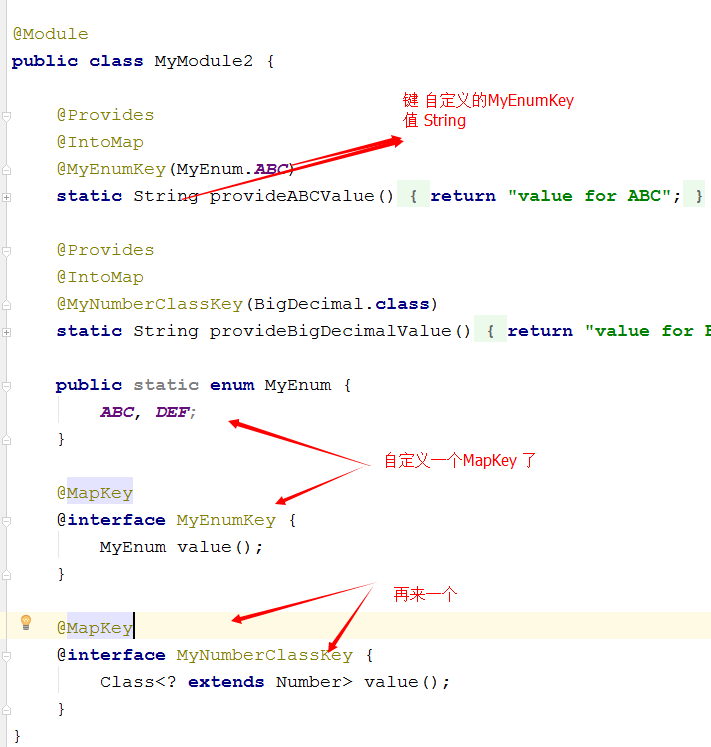 @Module
public class MyModule2 {
@Provides
键 自定义的MyEnumKey
值 String
@IntoMap
@MyEnumKey(MyEnum.ABC)
static String provideABCValue() { return "value for ABC"; }
@Provides
@IntoMap
@MyNumberClassKey(BigDecimal.class)
static String provideBigDecimalValue() { return "value for
public static enum MyEnum {
ABC, DEF;
}
自定义一个MapKey 了
@MapKey
@interface MyEnumKey {
MyEnum value();
}
再来一个
@MapKey
@interface MyNumberClassKey {
Class<? extends Number> value();
}
}